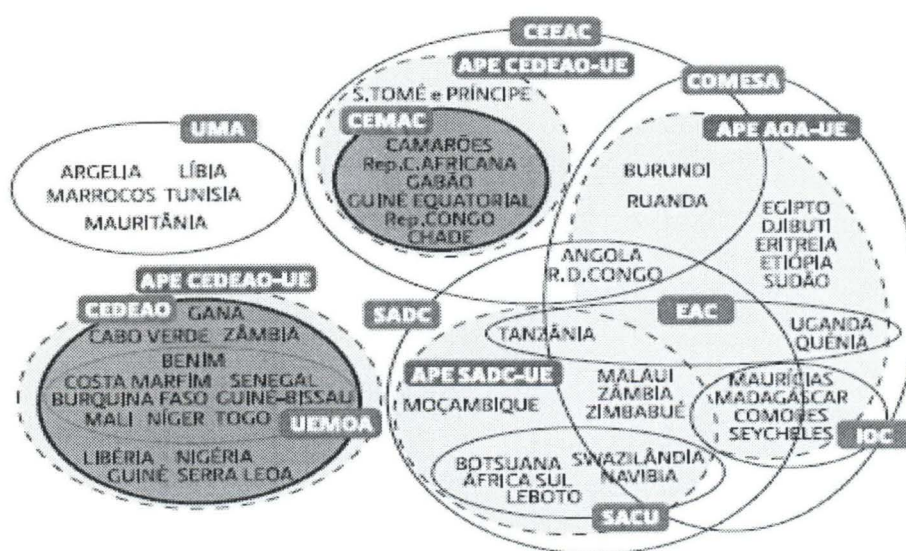 CEEAC
APE CEDEAO-UE
COMESA
S.TOMÉ e PRÍNCIPE
UMA
CEMAC
APE AOA-UE
ARGELIA LÍBIA
MARROCOS TUNÍSIA
MAURITÂNIA
CAMARÕES
Rep.C.AFRICANA
GABÃO
GUINÉ EQUATORIAL
Rep.CONGO
CHADE
BURUNDI
RUANDA
EGIPTO
DJIBUTI
ERITREIA
ETIÓPIA
SUDÃO
ANGOLA
R.D.CONGO
APE CEDEAO-UE
CEDEAO
GANA
CABO VERDE ZÂMBIA
BENIM
COSTA MARFIM SENEGAL
BURQUINA FASO GUINÉ-BISSAU
MALI NÍGER TOGO
UEMOA
LIBÉRIA NIGÉRIA
GUINÉ SERRA LEOA
SADC
EAC
TANZÂNIA
UGANDA
QUÉNIA
APE SADC-UE
MOÇAMBIQUE
MALAUI
ZÂMBIA
ZIMBABUÉ
MAURÍCIAS
MADAGÁSCAR
COMORES
SEYCHELES
IOC
BOTSUANA SWAZILÂNDIA
ÁFRICA SUL NAVIBIA
LEBOTO
SACU